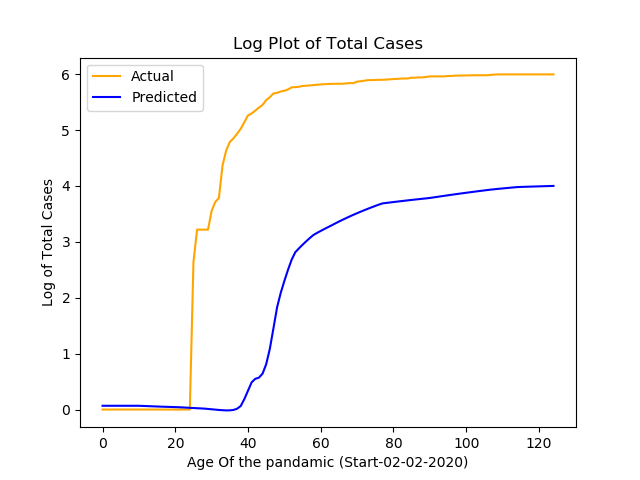 Log Plot of Total Cases
Actual
Predicted
6
5
4
3
2
1
0
Log of Total Cases
0 20 40 60 80 100 120
Age Of the pandamic (Start-02-02-2020)